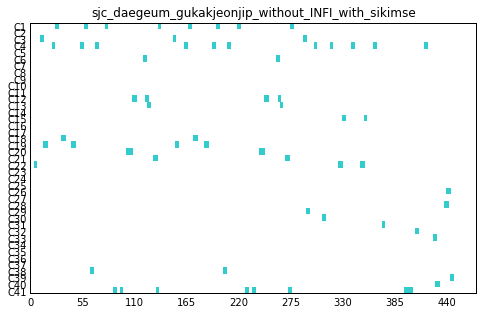 sjc_daegeum_gukakjeonjip_without_INFI_with_sikimse
C1
C2
C3
C4
C5
C6
C7
C8
C9
C10
C11
C12
C13
C14
C15
C16
C17
C18
C19
C20
C21
C22
C23
C24
C25
C26
C27
C28
C29
C30
C31
C32
C33
C34
C35
C36
C37
C38
C39
C40
C41
0 55 110 165 220 275 330 385 440